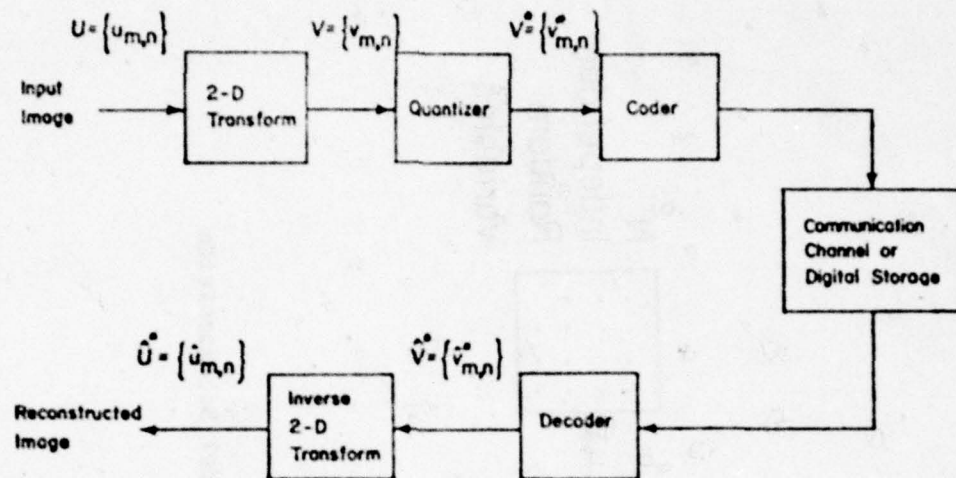 U = {u_m,n}
V = {v_m,n}
V° = {v°_m,n}
Input
Image
2-D
Transform
Quantizer
Coder
Communication
Channel or
Digital Storage
Û° = {û_m,n}
V̂° = {v̂°_m,n}
Reconstructed
Image
Inverse
2-D
Transform
Decoder